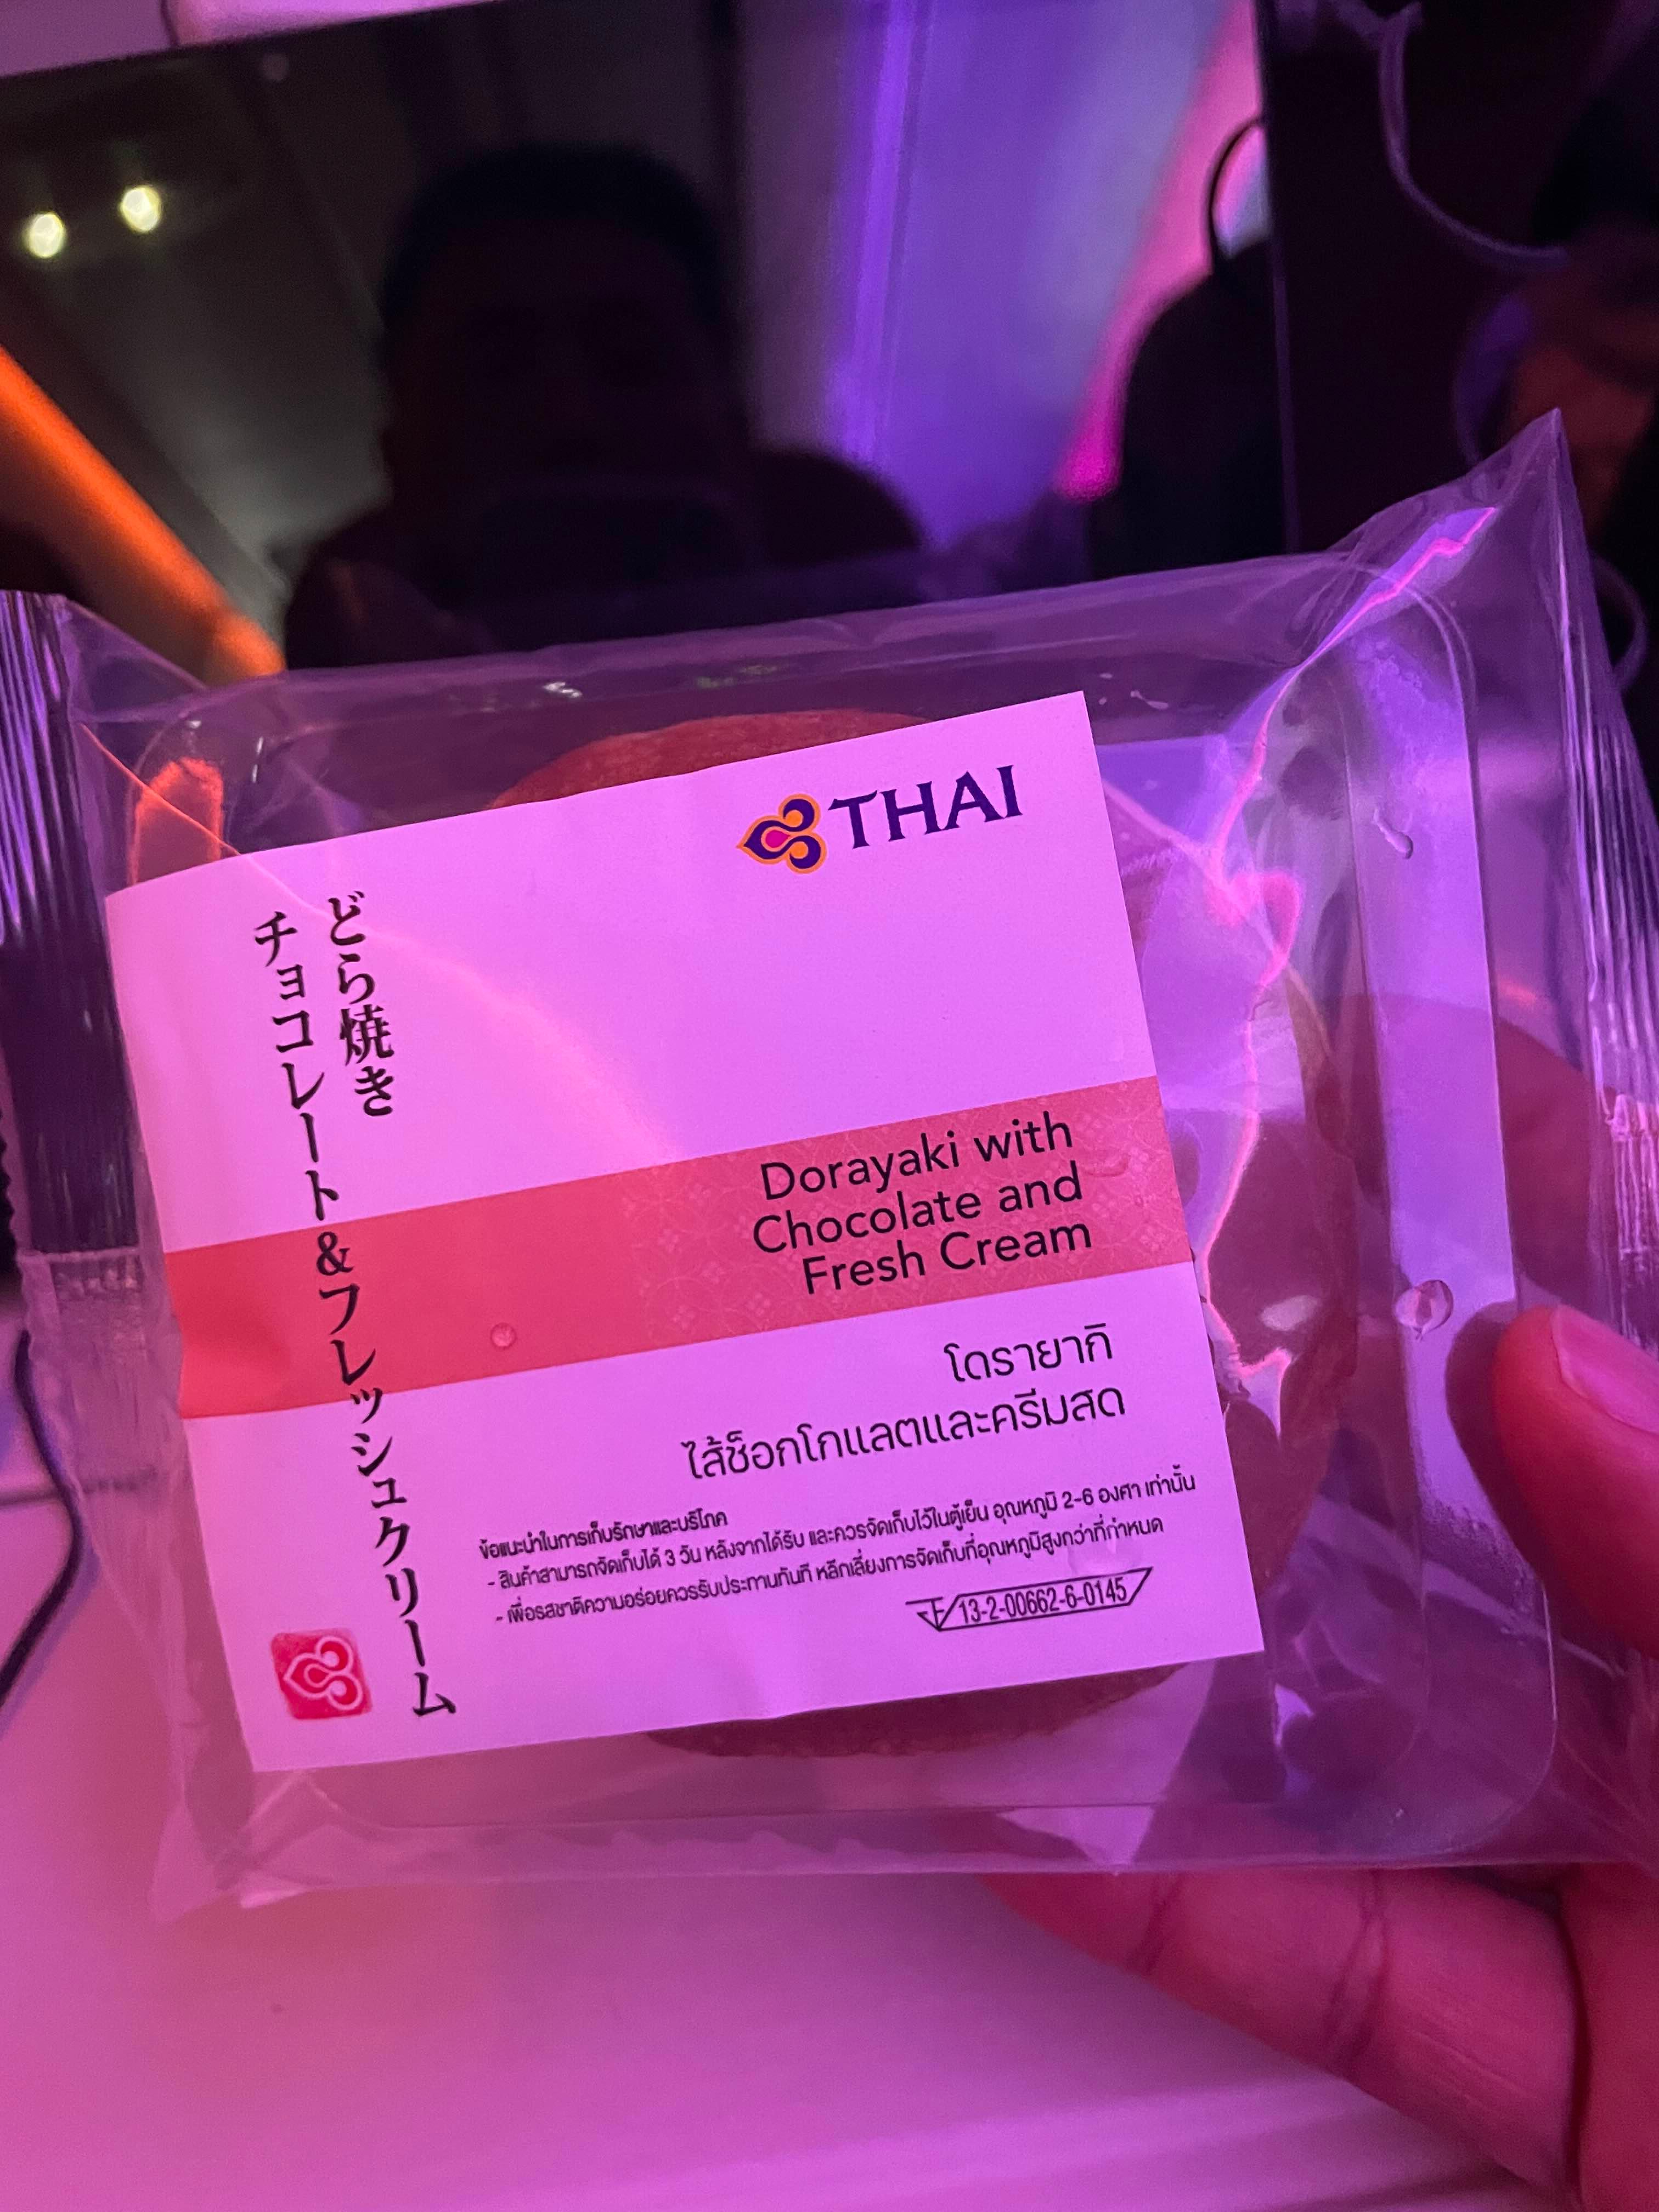 THAI
どら焼き
チョコレート&フレッシュクリーム
Dorayaki with
Chocolate and
Fresh Cream
โดรายากิ
ไส้ช็อกโกแลตและครีมสด
ข้อแนะนำในการเก็บรักษาและบริโภค
- สินค้าสามารถจัดเก็บได้ 3 วัน หลังจากได้รับ และควรจัดเก็บไว้ในตู้เย็น อุณหภูมิ 2-6 องศา เท่านั้น
- เพื่อรสชาติความอร่อยควรรับประทานทันที หลีกเลี่ยงการจัดเก็บที่อุณหภูมิสูงกว่าที่กำหนด
13-2-00662-6-0145